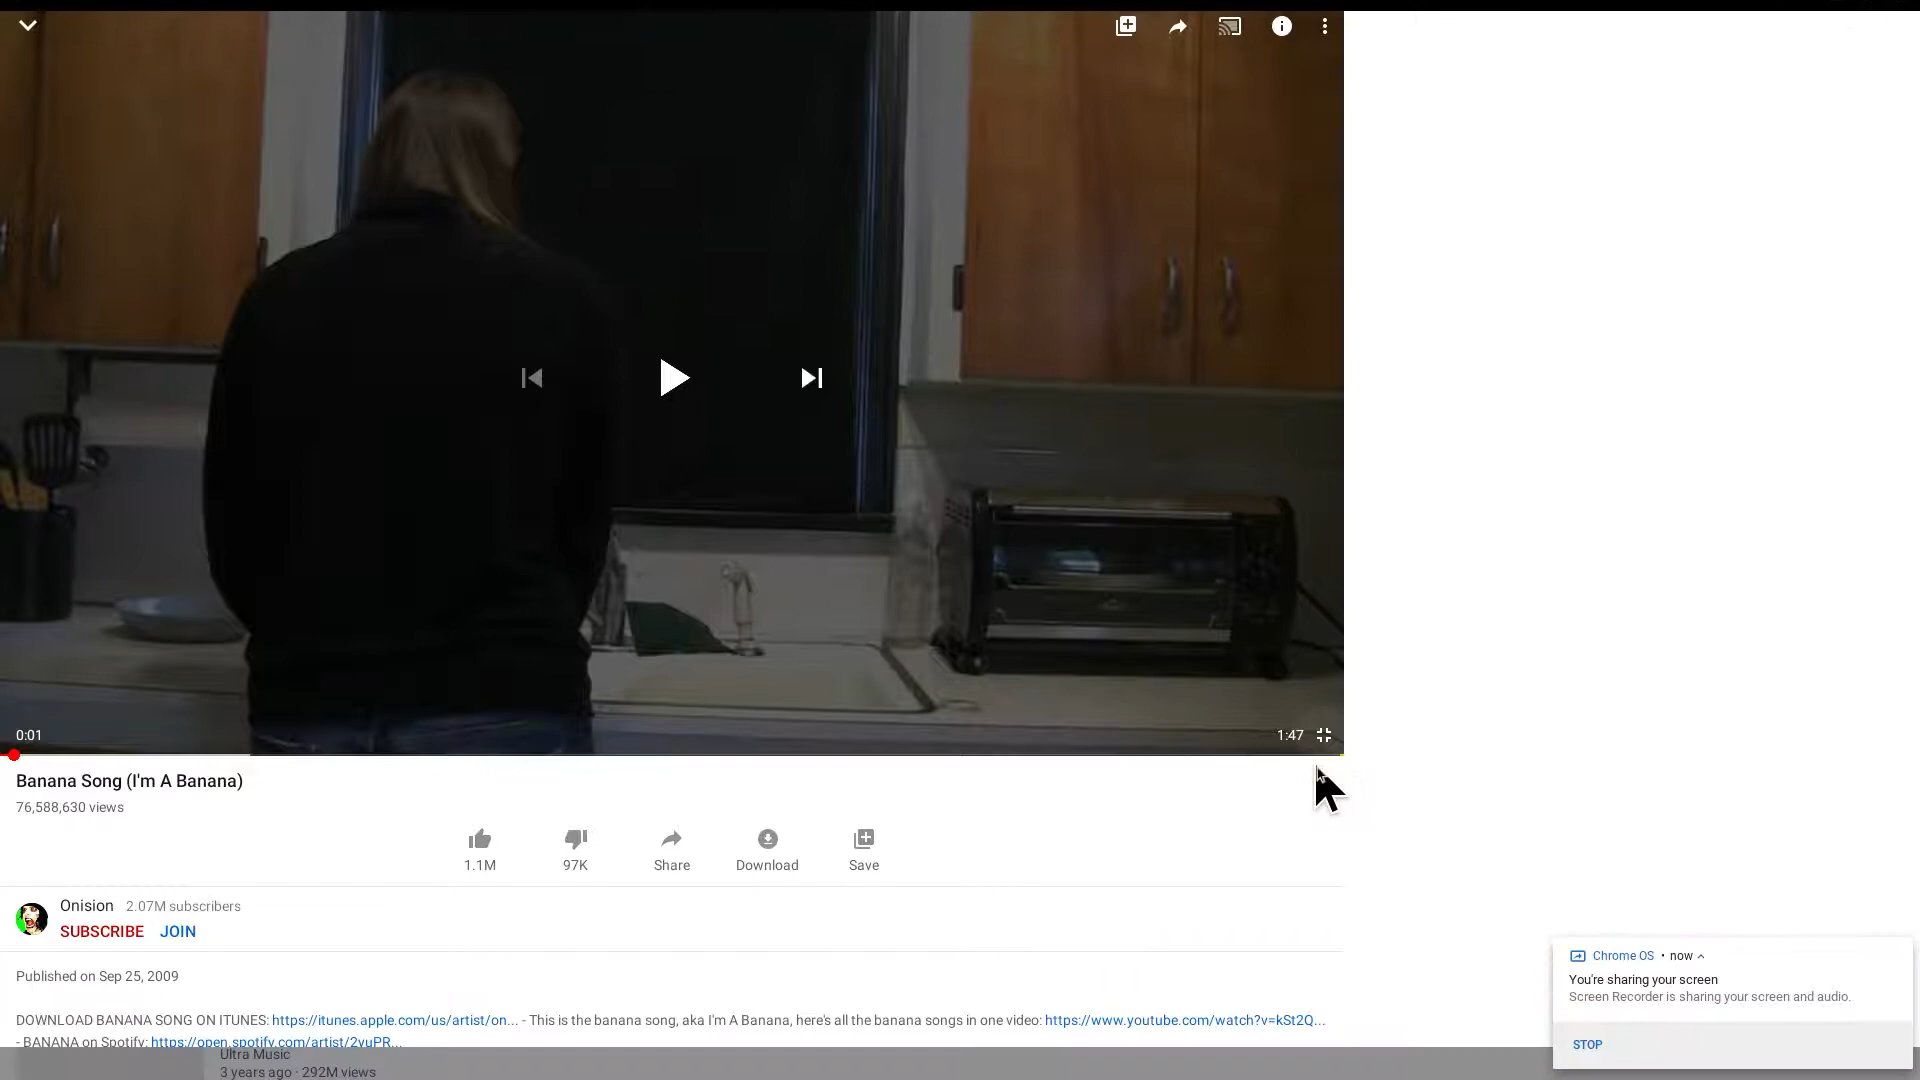 0:01
1:47
Banana Song (I'm A Banana)
76,588,630 views
1.1M
97K
Share
Download
Save
Onision 2.07M subscribers
SUBSCRIBE JOIN
Published on Sep 25, 2009
DOWNLOAD BANANA SONG ON ITUNES: https://itunes.apple.com/us/artist/on... - This is the banana song, aka I'm A Banana, here's all the banana songs in one video: https://www.youtube.com/watch?v=kSt2Q...
- BANANA on Spotify: https://open.spotify.com/artist/2vuPR...
Ultra Music
3 years ago · 292M views
Chrome OS • now
You're sharing your screen
Screen Recorder is sharing your screen and audio.
STOP